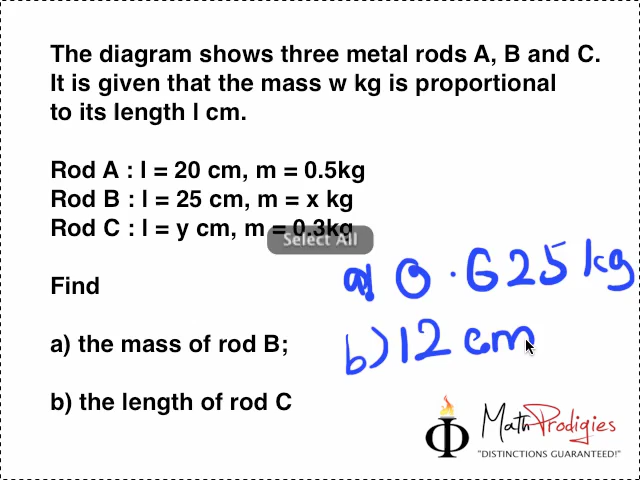 The diagram shows three metal rods A, B and C.
It is given that the mass w kg is proportional
to its length l cm.
Rod A : l = 20 cm, m = 0.5kg
Rod B : l = 25 cm, m = x kg
Rod C : l = y cm, m = 0.3kg
Select All
Find
a) 0.625 kg
a) the mass of rod B;
b) 12 cm
b) the length of rod C
Math Prodigies
"DISTINCTIONS GUARANTEED!"